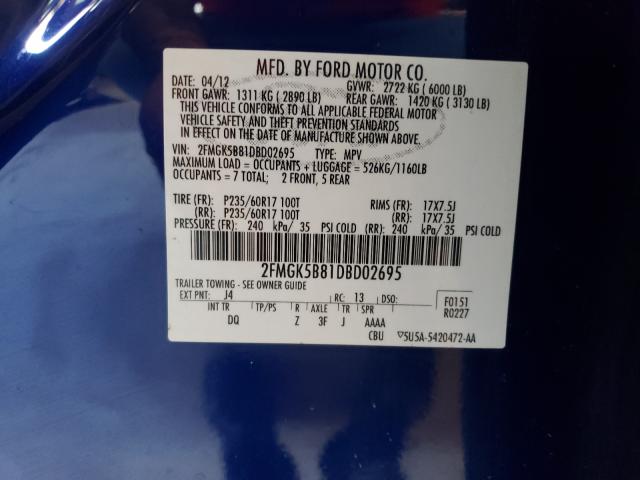 MFD. BY FORD MOTOR CO.
DATE: 04/12 GVWR: 2722 KG ( 6000 LB)
FRONT GAWR: 1311 KG ( 2890 LB) REAR GAWR: 1420 KG ( 3130 LB)
THIS VEHICLE CONFORMS TO ALL APPLICABLE FEDERAL MOTOR
VEHICLE SAFETY AND THEFT PREVENTION STANDARDS
IN EFFECT ON THE DATE OF MANUFACTURE SHOWN ABOVE.
VIN: 2FMGK5B81DBD02695 TYPE: MPV
MAXIMUM LOAD = OCCUPANTS + LUGGAGE = 526KG/1160LB
OCCUPANTS = 7 TOTAL; 2 FRONT, 5 REAR
TIRE (FR): P235/60R17 100T RIMS (FR): 17X7.5J
(RR): P235/60R17 100T (RR): 17X7.5J
PRESSURE (FR): 240 kPa/ 35 PSI COLD (RR): 240 kPa/ 35 PSI COLD
2FMGK5B81DBD02695
TRAILER TOWING - SEE OWNER GUIDE
EXT PNT: J4 RC: 13 DSO: F0151
INT TR TP/PS R AXLE TR SPR R0227
DQ Z 3F J AAAA
CBU ▽5U5A-5420472-AA